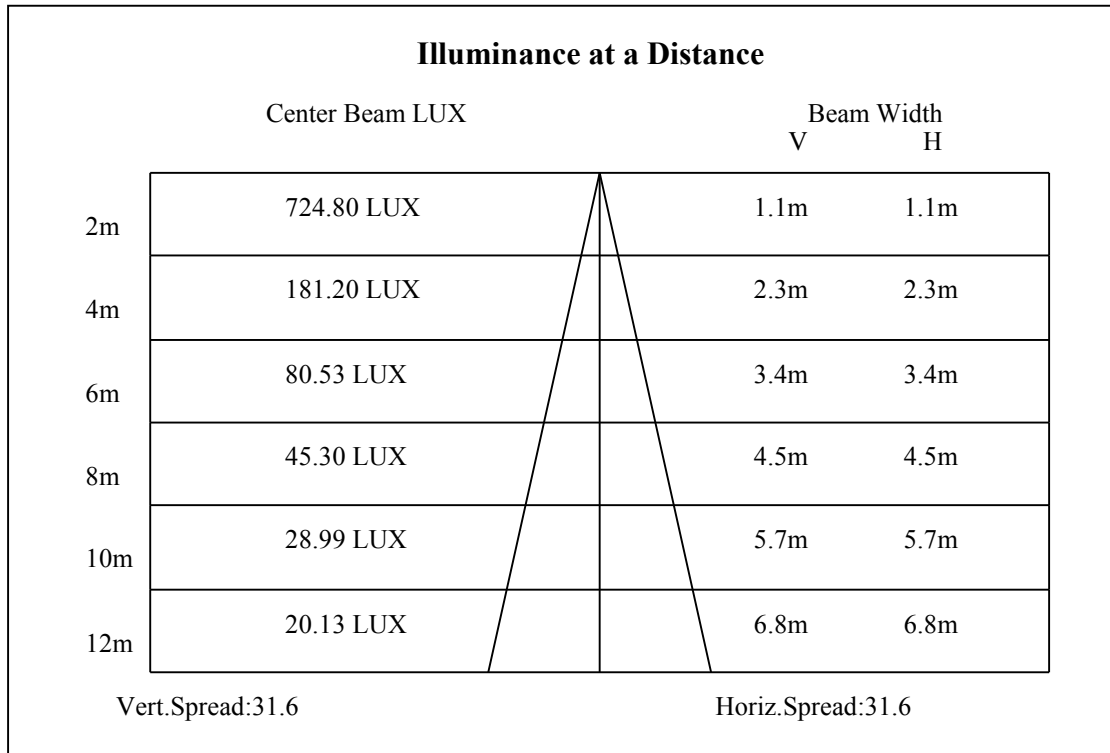 Illuminance at a Distance
Center Beam LUX Beam Width
V H
2m 724.80 LUX 1.1m 1.1m
4m 181.20 LUX 2.3m 2.3m
6m 80.53 LUX 3.4m 3.4m
8m 45.30 LUX 4.5m 4.5m
10m 28.99 LUX 5.7m 5.7m
12m 20.13 LUX 6.8m 6.8m
Vert.Spread:31.6 Horiz.Spread:31.6